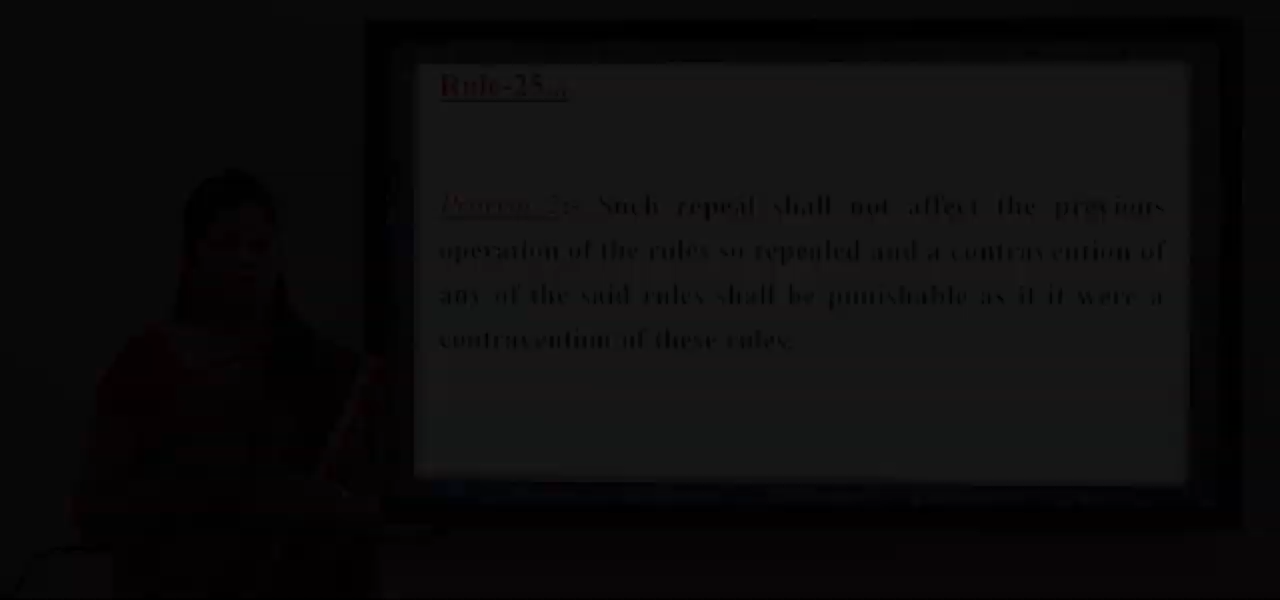 Rule-25...
Such repeal shall not affect the previous
operation of the rules so repealed and a contravention of
any of the said rules shall be punishable as if it were a
contravention of these rules.